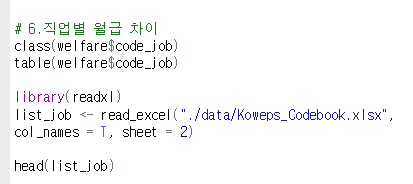 # 6.직업별 월급 차이
class(welfare$code_job)
table(welfare$code_job)
library(readxl)
list_job <- read_excel("./data/Koweps_Codebook.xlsx",
col_names = T, sheet = 2)
head(list_job)